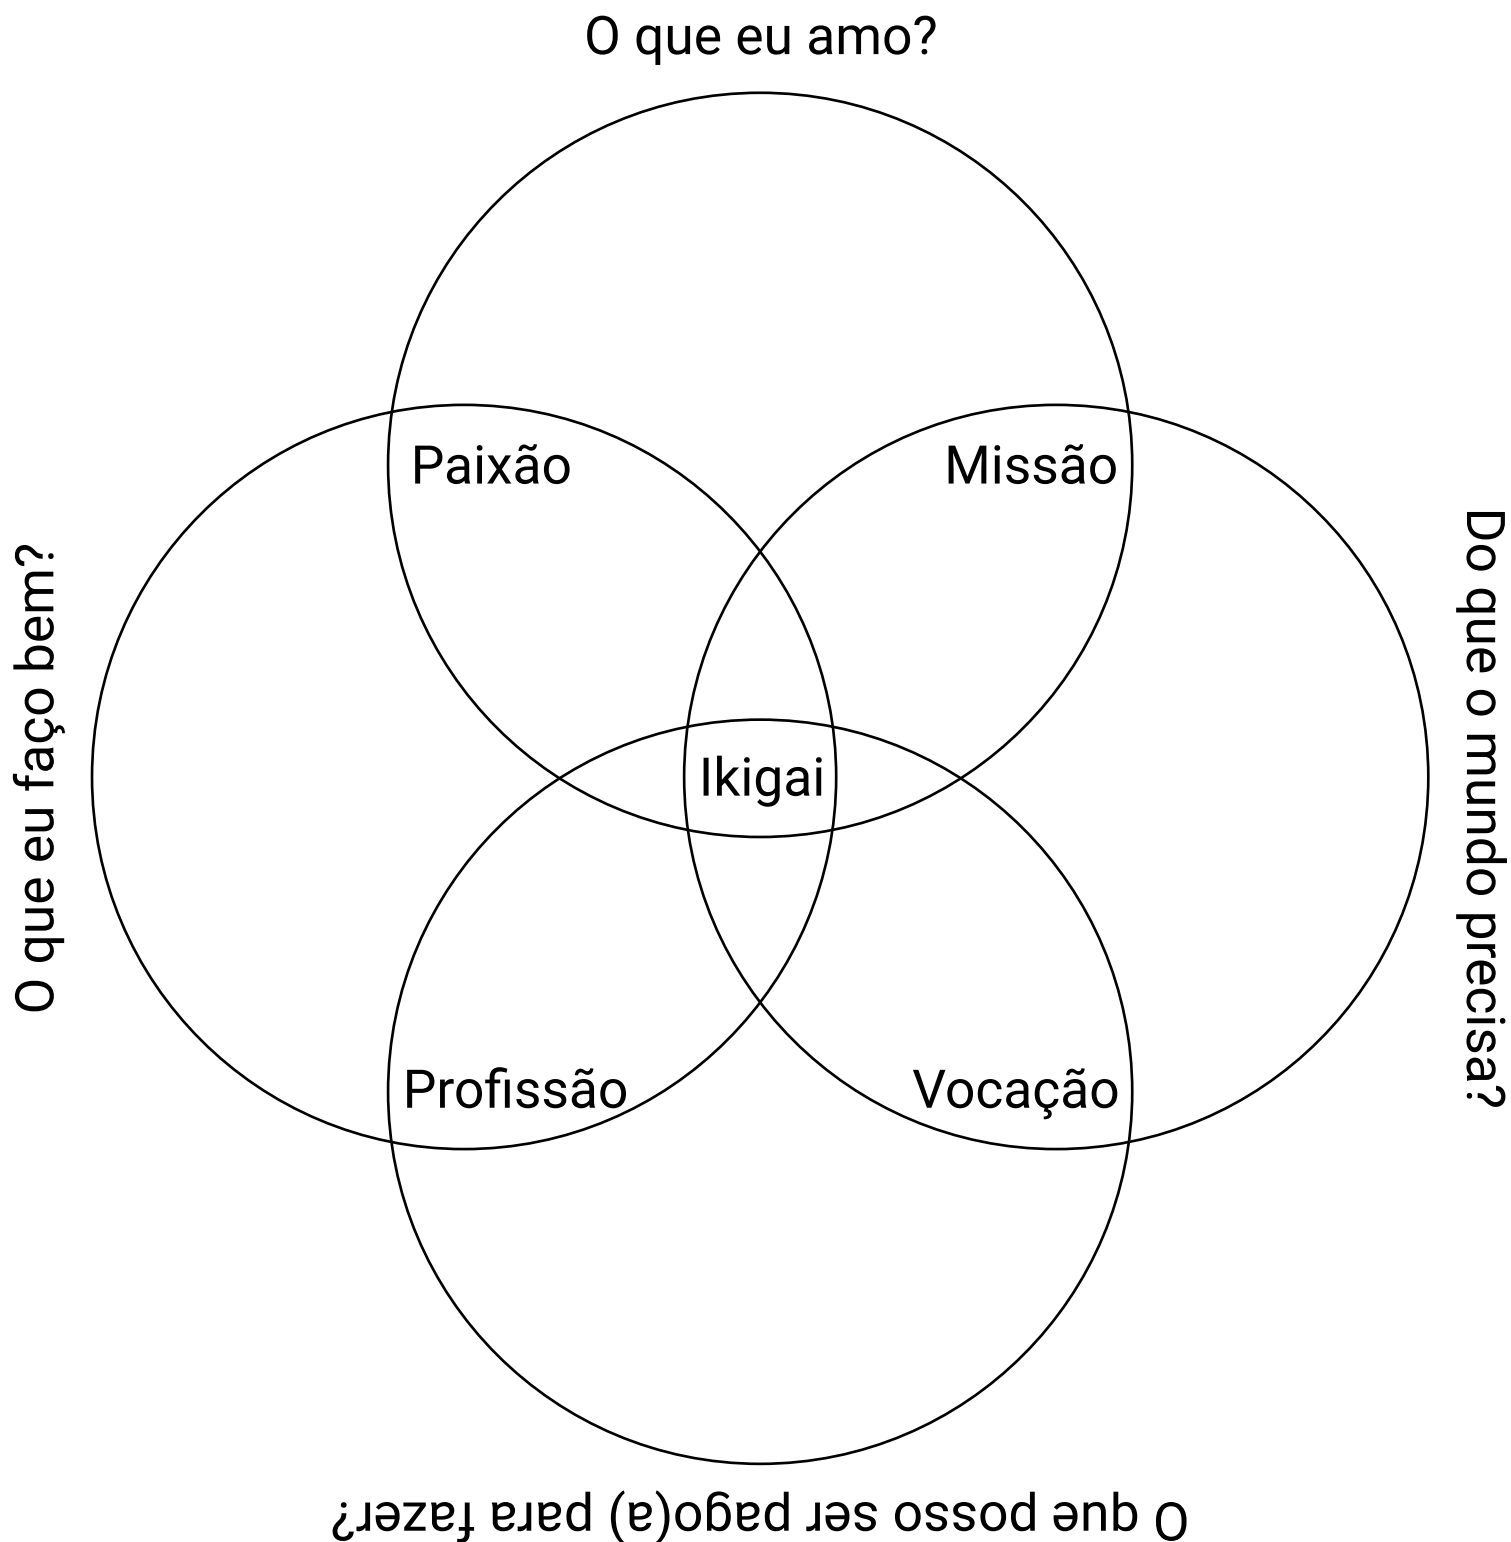 O que eu amo?
Paixão
Missão
O que eu faço bem?
Do que o mundo precisa?
Ikigai
Profissão
Vocação
O que posso ser pago(a) para fazer?